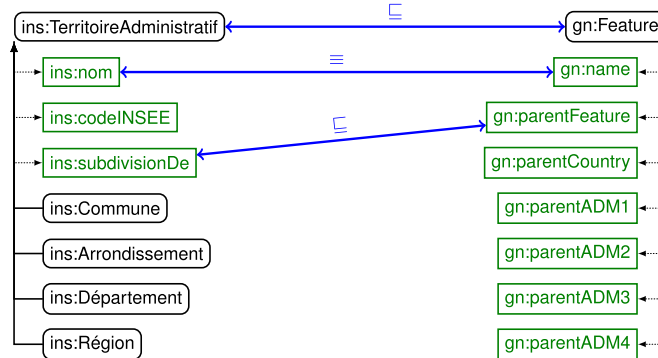 ⊑
ins:TerritoireAdministratif gn:Feature
≡
ins:nom gn:name
ins:codeINSEE gn:parentFeature
⊑
ins:subdivisionDe gn:parentCountry
ins:Commune gn:parentADM1
ins:Arrondissement gn:parentADM2
ins:Département gn:parentADM3
ins:Région gn:parentADM4